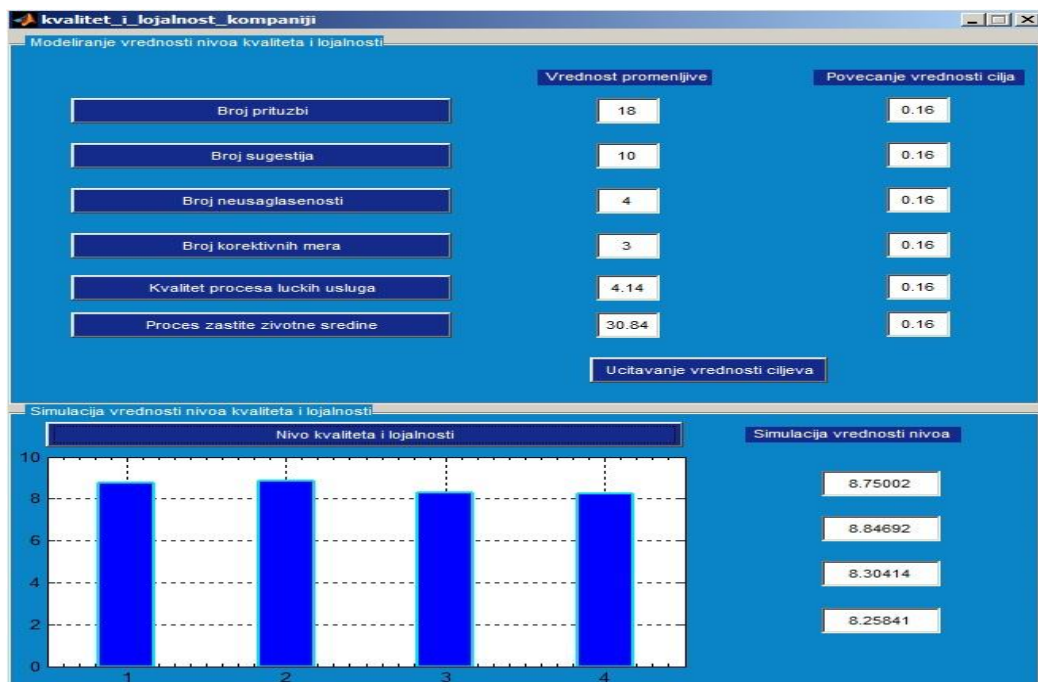 kvalitet_i_lojalnost_kompaniji
Modeliranje vrednosti nivoa kvaliteta i lojalnosti
Vrednost promenljive Povecanje vrednosti cilja
Broj prituzbi 18 0.16
Broj sugestija 10 0.16
Broj neusaglasenosti 4 0.16
Broj korektivnih mera 3 0.16
Kvalitet procesa luckih usluga 4.14 0.16
Proces zastite zivotne sredine 30.84 0.16
Ucitavanje vrednosti ciljeva
Simulacija vrednosti nivoa kvaliteta i lojalnosti
Nivo kvaliteta i lojalnosti Simulacija vrednosti nivoa
10
8
6
4
2
0
1 2 3 4
8.75002
8.84692
8.30414
8.25841